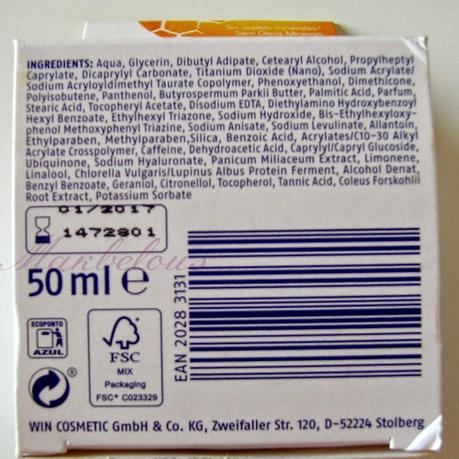 Sin aceites minerales/
INGREDIENTS: Aqua, Glycerin, Dibutyl Adipate, Cetearyl Alcohol, Propylheptyl
Caprylate, Dicaprylyl Carbonate, Titanium Dioxide (Nano), Sodium Acrylate/
Sodium Acryloyldimethyl Taurate Copolymer, Phenoxyethanol, Dimethicone,
Polyisobutene, Panthenol, Butyrospermum Parkii Butter, Palmitic Acid, Parfum,
Stearic Acid, Tocopheryl Acetate, Disodium EDTA, Diethylamino Hydroxybenzoyl
Hexyl Benzoate, Ethylhexyl Triazone, Sodium Hydroxide, Bis-Ethylhexyloxy-
phenol Methoxyphenyl Triazine, Sodium Anisate, Sodium Levulinate, Allantoin,
Ethylparaben, Methylparaben,Silica, Benzoic Acid, Acrylates/C10-30 Alkyl
Acrylate Crosspolymer, Caffeine, Dehydroacetic Acid, Caprylyl/Capryl Glucoside,
Ubiquinone, Sodium Hyaluronate, Panicum Miliaceum Extract, Limonene,
Linalool, Chlorella Vulgaris/Lupinus Albus Protein Ferment, Alcohol Denat,
Benzyl Benzoate, Geraniol, Citronellol, Tocopherol, Tannic Acid, Coleus Forskohlii
Root Extract, Potassium Sorbate
01/2017
1472801
Makbelous
50 ml e
EAN 2028 3131
ECOPONTO
AZUL
FSC
MIX
Packaging
FSC® C023329
®
WIN COSMETIC GmbH & Co. KG, Zweifaller Str. 120, D-52224 Stolberg